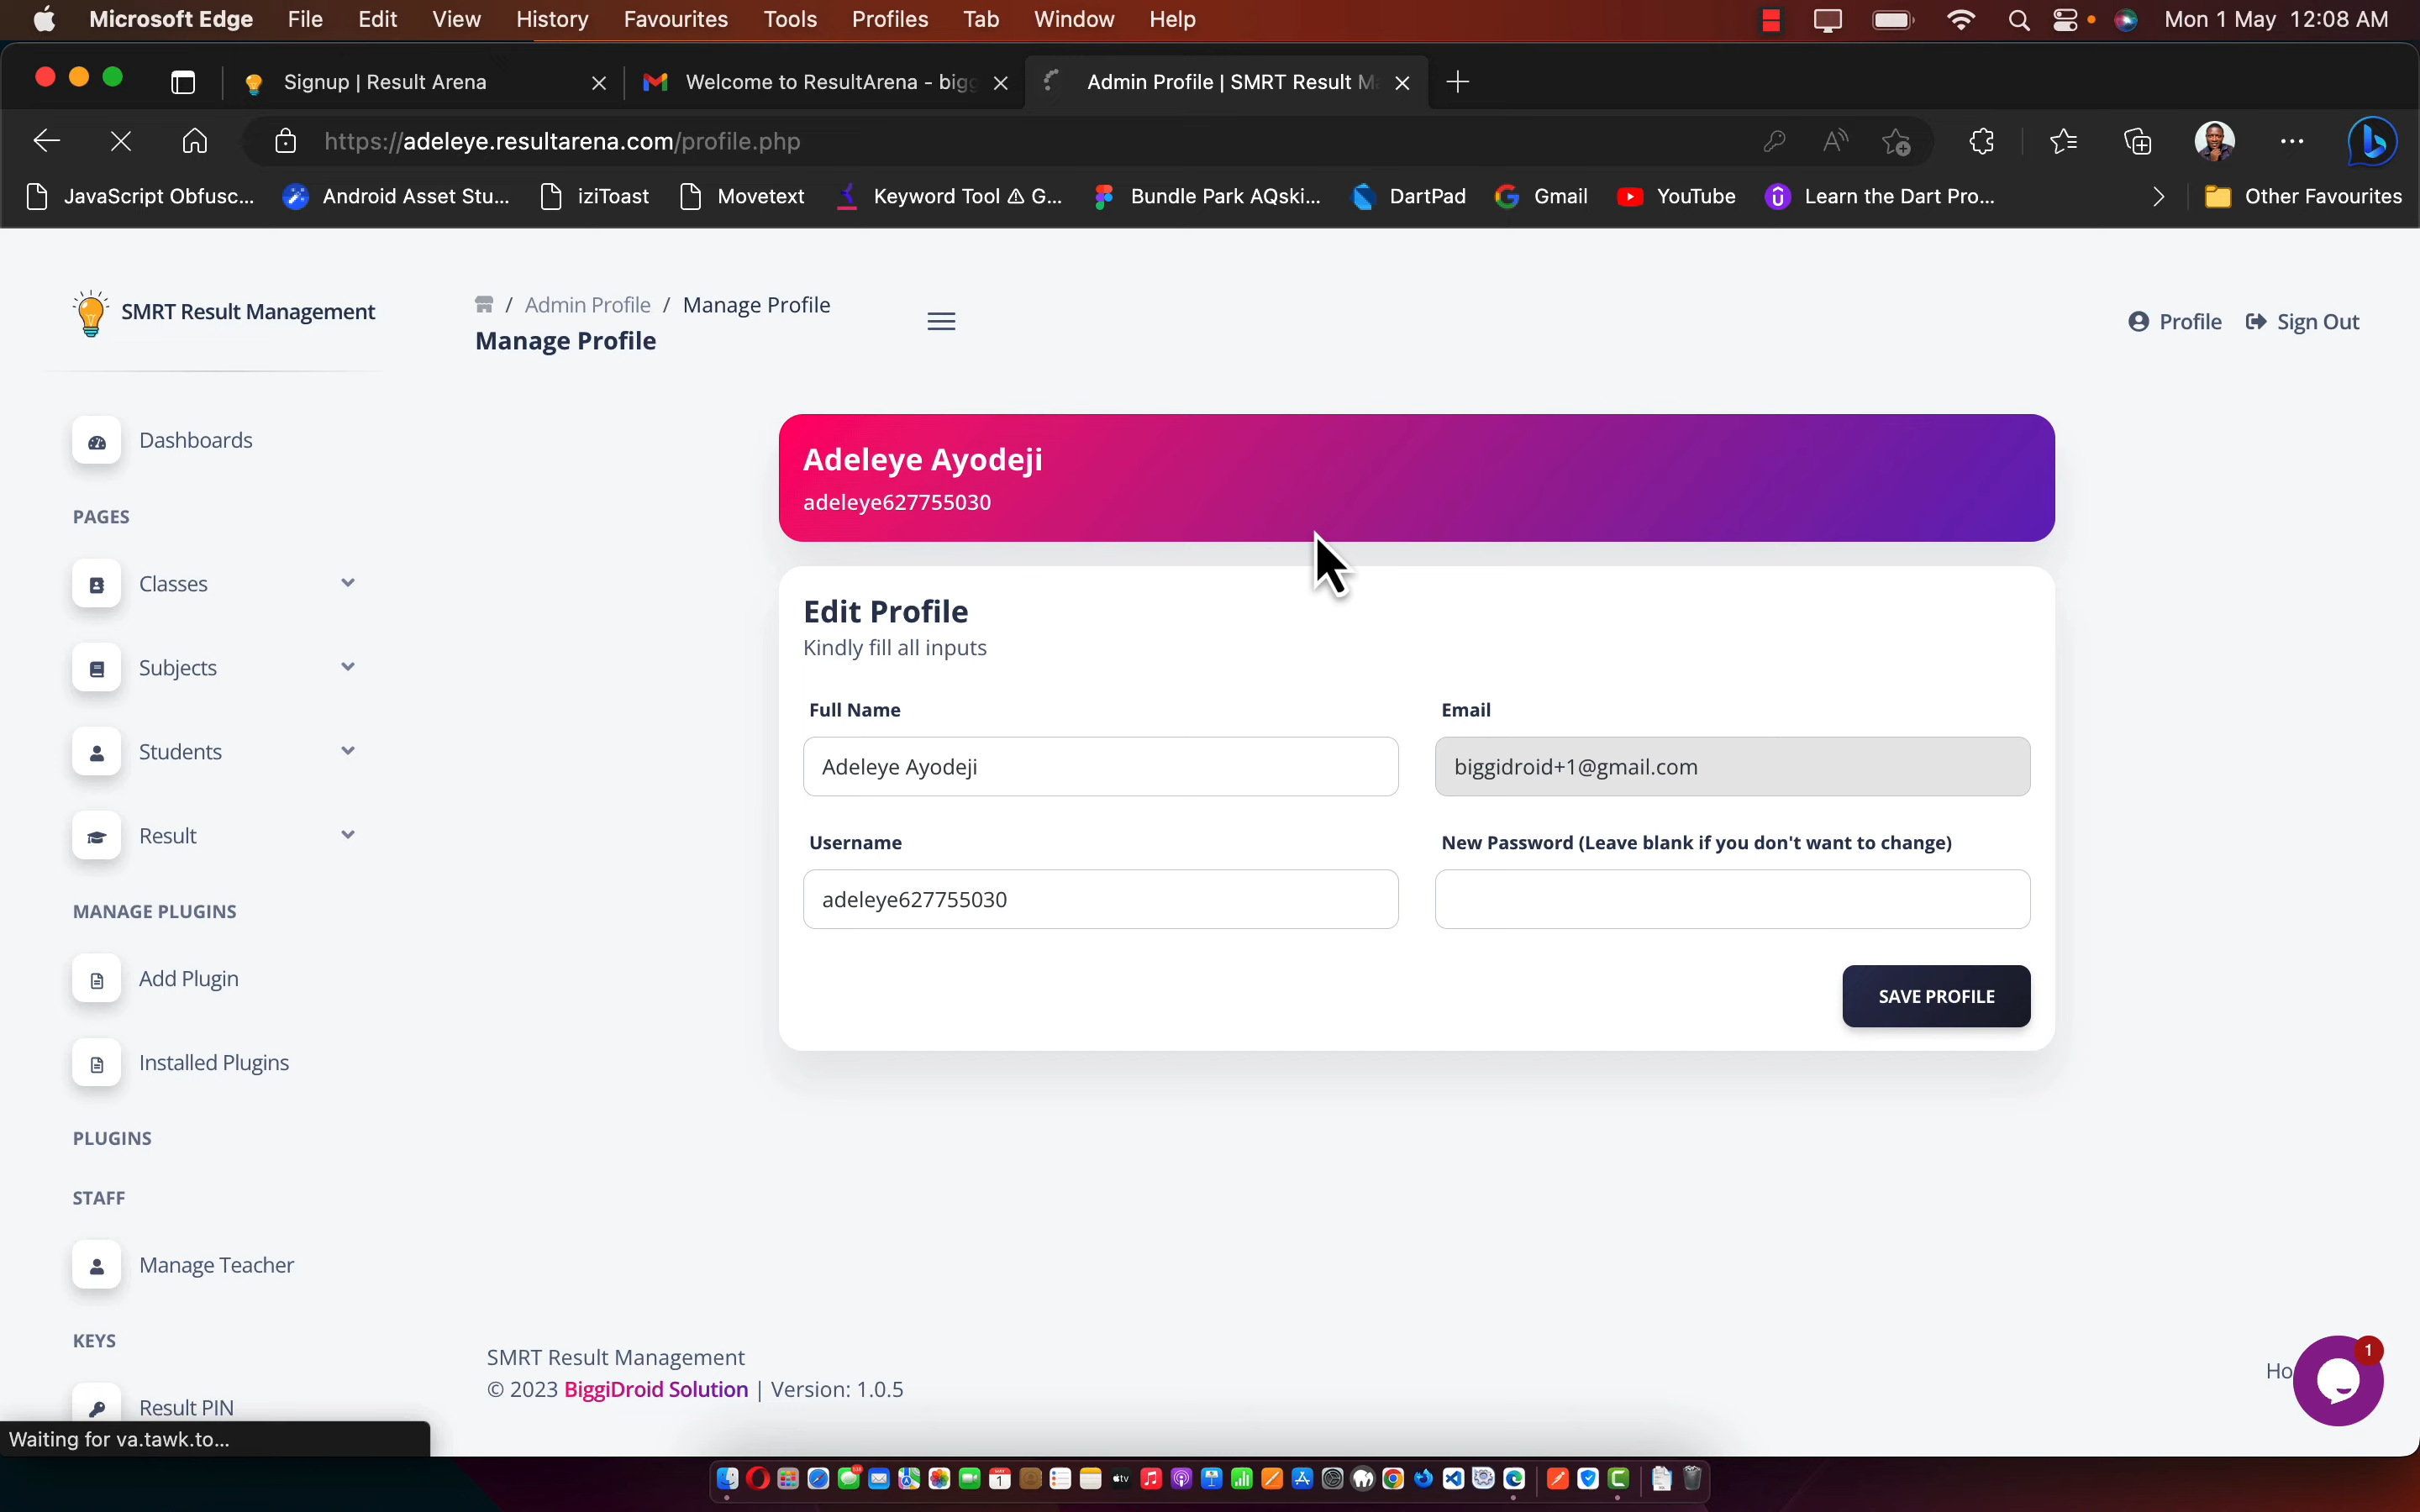 Microsoft Edge File Edit View History Favourites Tools Profiles Tab Window Help Mon 1 May 12:08 AM
Signup | Result Arena Welcome to ResultArena - bigg Admin Profile | SMRT Result Ma
https://adeleye.resultarena.com/profile.php
JavaScript Obfusc... Android Asset Stu... iziToast Movetext Keyword Tool ⚠ G... Bundle Park AQski... DartPad Gmail YouTube Learn the Dart Pro... Other Favourites
SMRT Result Management
/ Admin Profile / Manage Profile
Manage Profile
Profile Sign Out
Dashboards
PAGES
Classes
Subjects
Students
Result
MANAGE PLUGINS
Add Plugin
Installed Plugins
PLUGINS
STAFF
Manage Teacher
KEYS
Result PIN
Adeleye Ayodeji
adeleye627755030
Edit Profile
Kindly fill all inputs
Full Name
Adeleye Ayodeji
Email
biggidroid+1@gmail.com
Username
adeleye627755030
New Password (Leave blank if you don't want to change)
SAVE PROFILE
SMRT Result Management
© 2023 BiggiDroid Solution | Version: 1.0.5
Ho
1
Waiting for va.tawk.to...